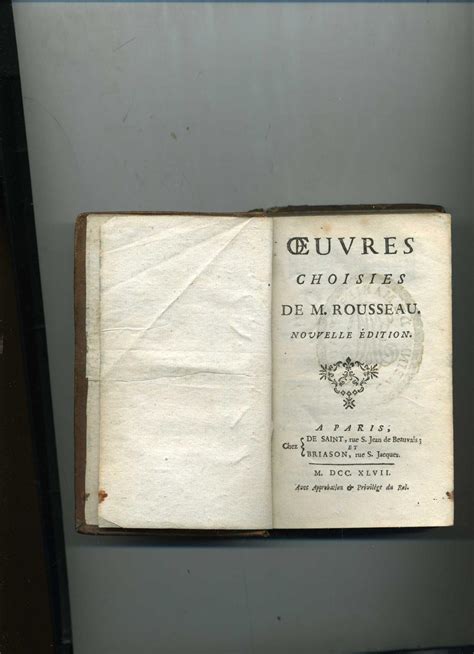 ŒUVRES
CHOISIES
DE M. ROUSSEAU.
NOUVELLE ÉDITION.
A PARIS,
Chez { DE SAINT, rue S. Jean de Beauvais;
ET
BRIASON, rue S. Jacques.
M. DCC. XLVII.
Avec Approbation & Privilége du Roi.